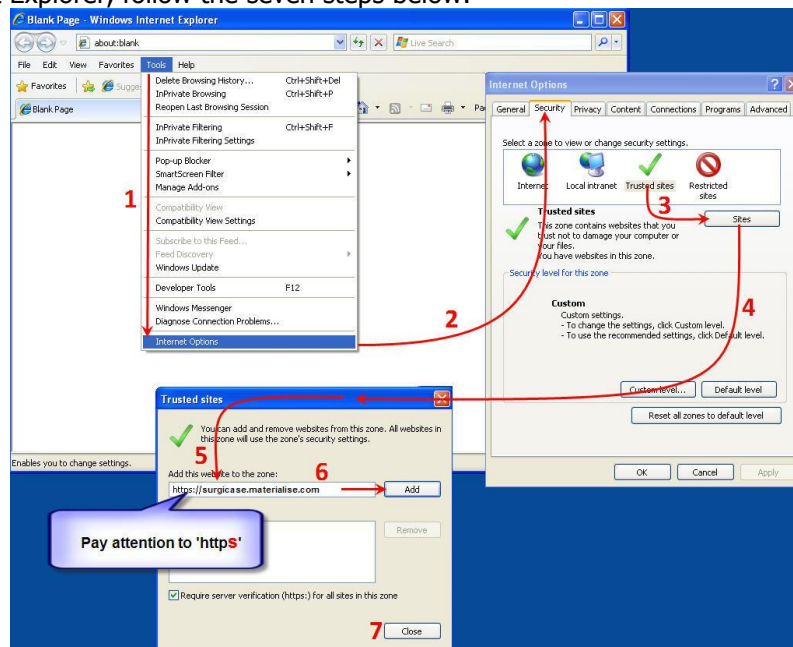 Explorer, follow the seven steps below.
Blank Page - Windows Internet Explorer
about:blank
Live Search
File Edit View Favorites Tools Help
Favorites
Blank Page
Delete Browsing History... Ctrl+Shift+Del
InPrivate Browsing Ctrl+Shift+P
Reopen Last Browsing Session
InPrivate Filtering Ctrl+Shift+F
InPrivate Filtering Settings
Pop-up Blocker
SmartScreen Filter
Manage Add-ons
1
Compatibility View
Compatibility View Settings
Subscribe to this Feed...
Feed Discovery
Windows Update
Developer Tools F12
Windows Messenger
Diagnose Connection Problems...
Internet Options
2
Enables you to change settings.
Internet Options
General Security Privacy Content Connections Programs Advanced
Select a zone to view or change security settings.
Internet Local intranet Trusted sites Restricted
sites
3
Trusted sites
Sites
This zone contains websites that you
trust not to damage your computer or
your files.
You have websites in this zone.
Security level for this zone
4
Custom
Custom settings.
- To change the settings, click Custom level.
- To use the recommended settings, click Default level.
Custom level... Default level
Reset all zones to default level
OK Cancel Apply
Trusted sites
You can add and remove websites from this zone. All websites in
this zone will use the zone's security settings.
5
6
Add this website to the zone:
https://surgicase.materialise.com Add
Pay attention to 'https'
Remove
Require server verification (https:) for all sites in this zone
7
Close